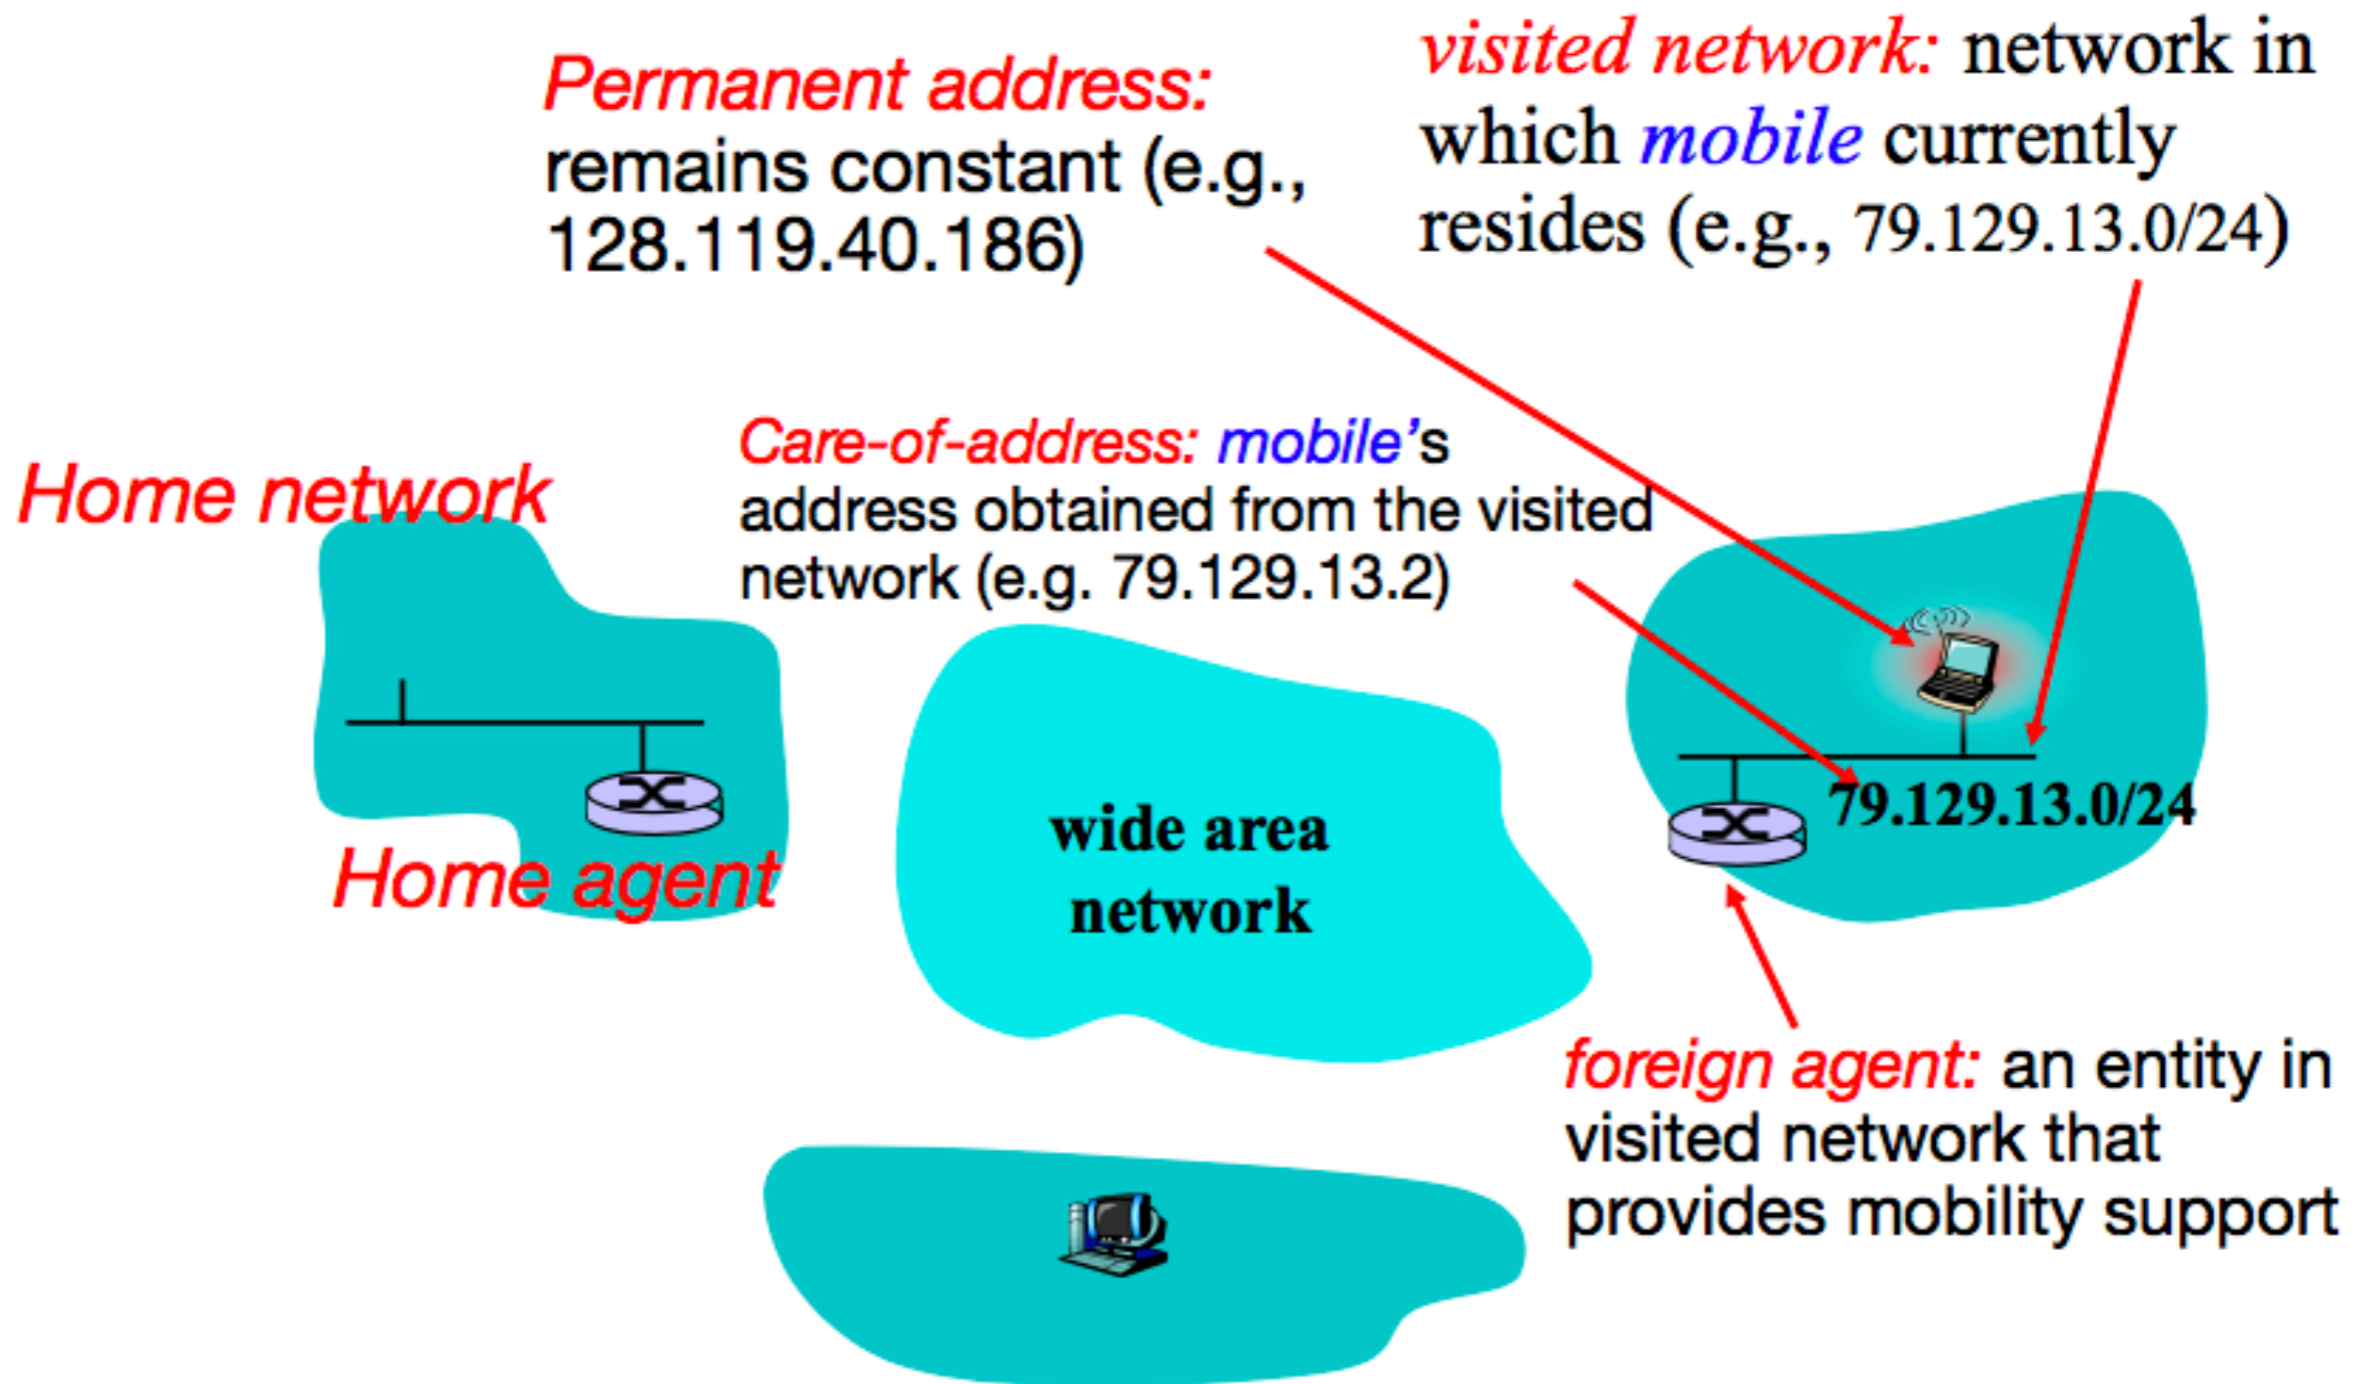 Permanent address:
remains constant (e.g.,
128.119.40.186)
visited network: network in
which mobile currently
resides (e.g., 79.129.13.0/24)
Care-of-address: mobile's
address obtained from the visited
network (e.g. 79.129.13.2)
Home network
Home agent
wide area
network
79.129.13.0/24
foreign agent: an entity in
visited network that
provides mobility support